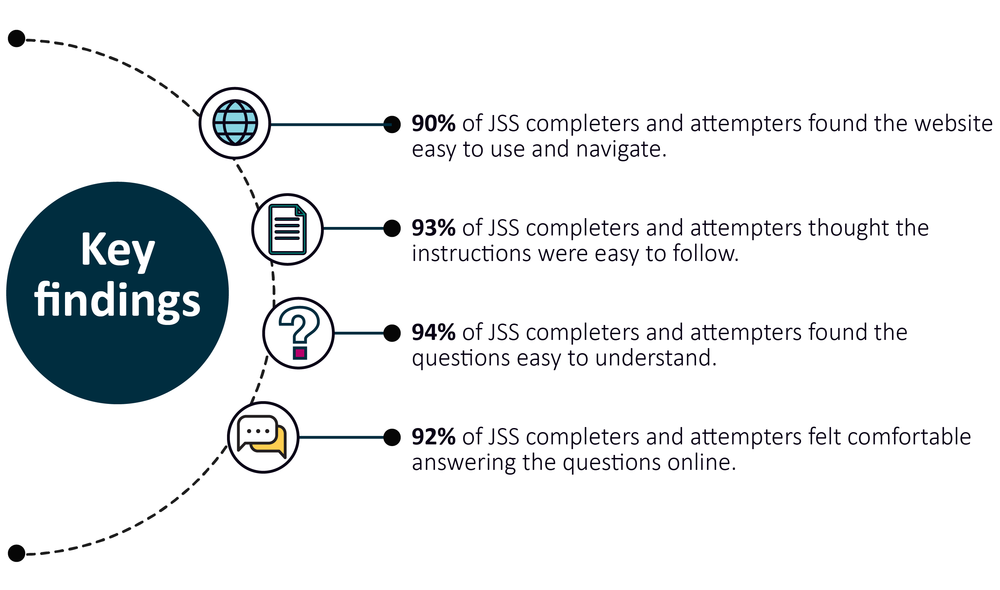 Key
findings
90% of JSS completers and attempters found the website
easy to use and navigate.
93% of JSS completers and attempters thought the
instructions were easy to follow.
94% of JSS completers and attempters found the
questions easy to understand.
92% of JSS completers and attempters felt comfortable
answering the questions online.